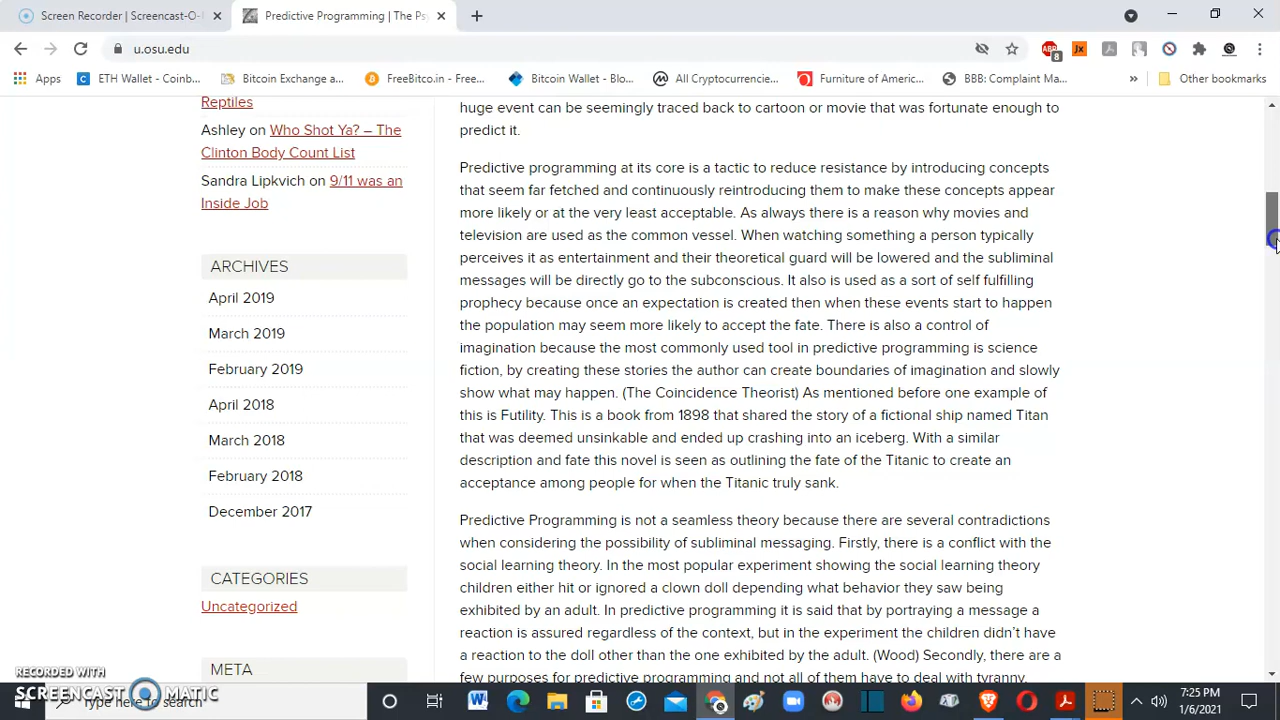 Screen Recorder | Screencast-O-
Predictive Programming | The Psy
u.osu.edu
8
Jx
Apps
ETH Wallet - Coinb...
Bitcoin Exchange a...
FreeBitco.in - Free...
Bitcoin Wallet - Blo...
All Cryptocurrencie...
Furniture of Americ...
BBB: Complaint Ma...
»
Other bookmarks
Reptiles
Ashley on Who Shot Ya? – The
Clinton Body Count List
Sandra Lipkvich on 9/11 was an
Inside Job
ARCHIVES
April 2019
March 2019
February 2019
April 2018
March 2018
February 2018
December 2017
CATEGORIES
Uncategorized
META
huge event can be seemingly traced back to cartoon or movie that was fortunate enough to
predict it.
Predictive programming at its core is a tactic to reduce resistance by introducing concepts
that seem far fetched and continuously reintroducing them to make these concepts appear
more likely or at the very least acceptable. As always there is a reason why movies and
television are used as the common vessel. When watching something a person typically
perceives it as entertainment and their theoretical guard will be lowered and the subliminal
messages will be directly go to the subconscious. It also is used as a sort of self fulfilling
prophecy because once an expectation is created then when these events start to happen
the population may seem more likely to accept the fate. There is also a control of
imagination because the most commonly used tool in predictive programming is science
fiction, by creating these stories the author can create boundaries of imagination and slowly
show what may happen. (The Coincidence Theorist) As mentioned before one example of
this is Futility. This is a book from 1898 that shared the story of a fictional ship named Titan
that was deemed unsinkable and ended up crashing into an iceberg. With a similar
description and fate this novel is seen as outlining the fate of the Titanic to create an
acceptance among people for when the Titanic truly sank.
Predictive Programming is not a seamless theory because there are several contradictions
when considering the possibility of subliminal messaging. Firstly, there is a conflict with the
social learning theory. In the most popular experiment showing the social learning theory
children either hit or ignored a clown doll depending what behavior they saw being
exhibited by an adult. In predictive programming it is said that by portraying a message a
reaction is assured regardless of the context, but in the experiment the children didn't have
a reaction to the doll other than the one exhibited by the adult. (Wood) Secondly, there are a
few purposes for predictive programming and not all of them have to deal with tyranny.
RECORDED WITH
SCREENCAST MATIC
Type here to search
7:25 PM
1/6/2021